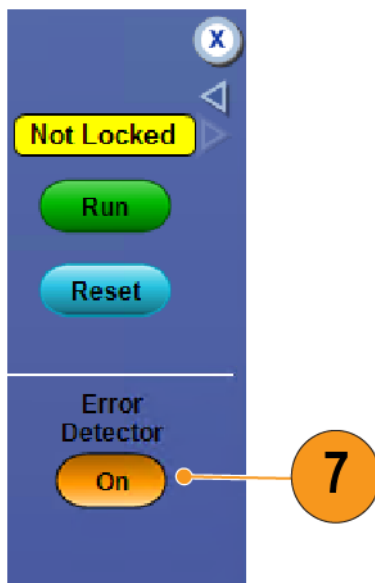 X
Not Locked
Run
Reset
Error
Detector
On
7